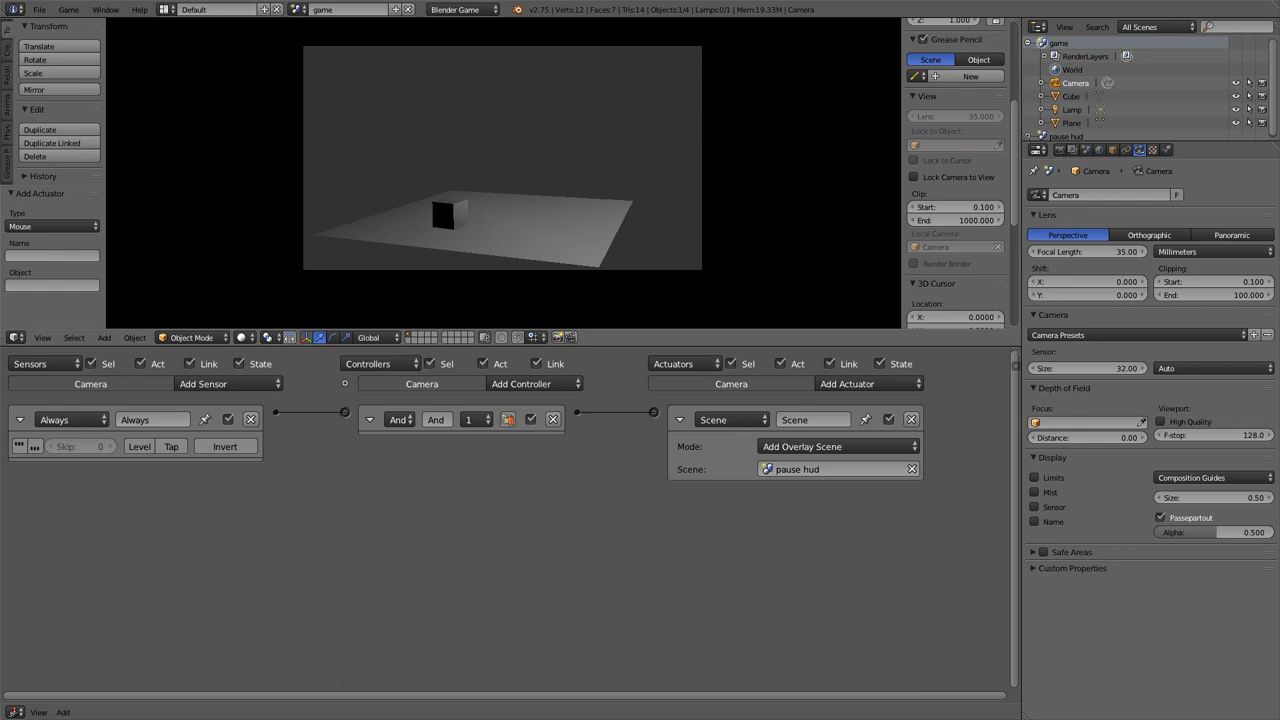 File Game Window Help Default game Blender Game v2.75 | Verts:12 | Faces:7 | Tris:14 | Objects:1/4 | Lamps:0/1 | Mem:19.33M | Camera
Transform
Translate
Rotate
Scale
Mirror
Edit
Duplicate
Duplicate Linked
Delete
History
Add Actuator
Type
Mouse
Name
Object
Z: 1.000
Grease Pencil
Scene Object
New
View
Lens: 35.000
Lock to Object:
Lock to Cursor
Lock Camera to View
Clip:
Start: 0.100
End: 1000.000
Local Camera:
Camera
Render Border
3D Cursor
Location:
X: 0.0000
View Select Add Object Object Mode Global
View Search All Scenes
game
RenderLayers
World
Camera
Cube
Lamp
Plane
pause hud
Camera Camera
Camera F
Lens
Perspective Orthographic Panoramic
Focal Length: 35.00 Millimeters
Shift: Clipping:
X: 0.000 Start: 0.100
Y: 0.000 End: 100.000
Camera
Camera Presets
Sensor:
Size: 32.00 Auto
Depth of Field
Focus: Viewport:
High Quality
Distance: 0.00 F-stop: 128.0
Display
Limits Composition Guides
Mist Size: 0.50
Sensor Passepartout
Name Alpha: 0.500
Safe Areas
Custom Properties
Sensors Sel Act Link State Controllers Sel Act Link Actuators Sel Act Link State
Camera Add Sensor Camera Add Controller Camera Add Actuator
Always Always And And 1 Scene Scene
Skip: 0 Level Tap Invert Mode: Add Overlay Scene
Scene: pause hud
View Add